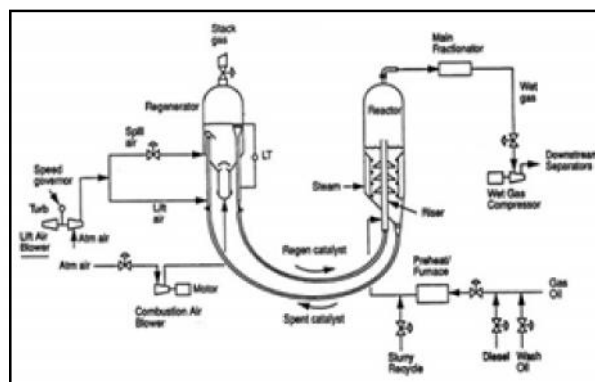 Stack
gas
Regenerator
Spill
air
Speed
governor
Turb
Lift Air
Blower
Atm air
Lift
air
LT
Atm air
Motor
Combustion Air
Blower
Main
Fractionator
Wet
gas
Reactor
Steam
Riser
Downstream
Separators
Wet Gas
Compressor
Regen catalyst
Spent catalyst
Preheat/
Furnace
Gas
Oil
Slurry
Recycle
Diesel
Wash
Oil